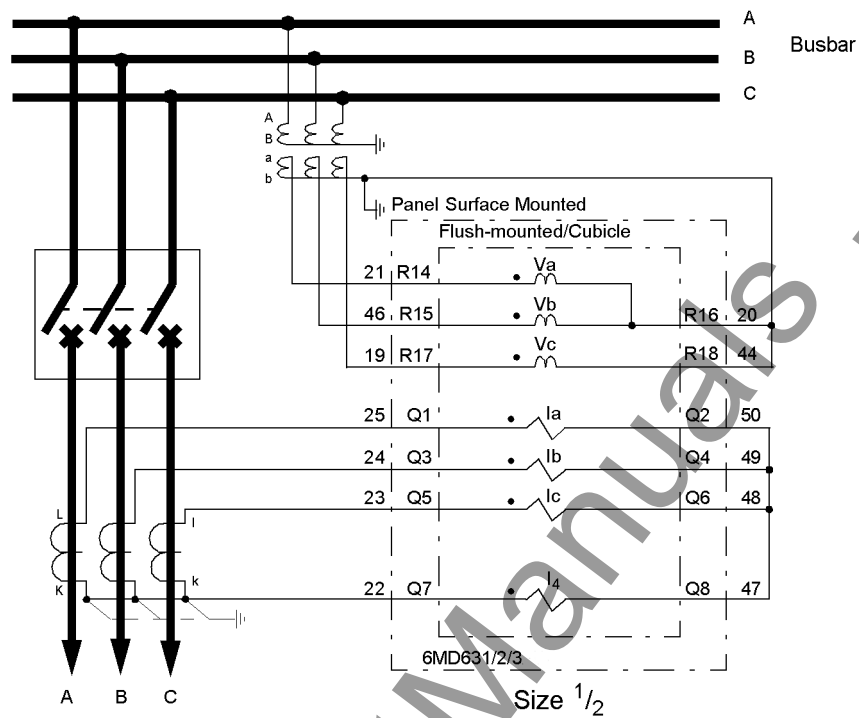 A
Busbar
B
C
A
B
a
b
Panel Surface Mounted
Flush-mounted/Cubicle
21 R14 Va
46 R15 Vb R16 20
19 R17 Vc R18 44
25 Q1 Ia Q2 50
24 Q3 Ib Q4 49
23 Q5 Ic Q6 48
L l
K k
22 Q7 I4 Q8 47
6MD631/2/3
A B C
Size 1/2
Manuals